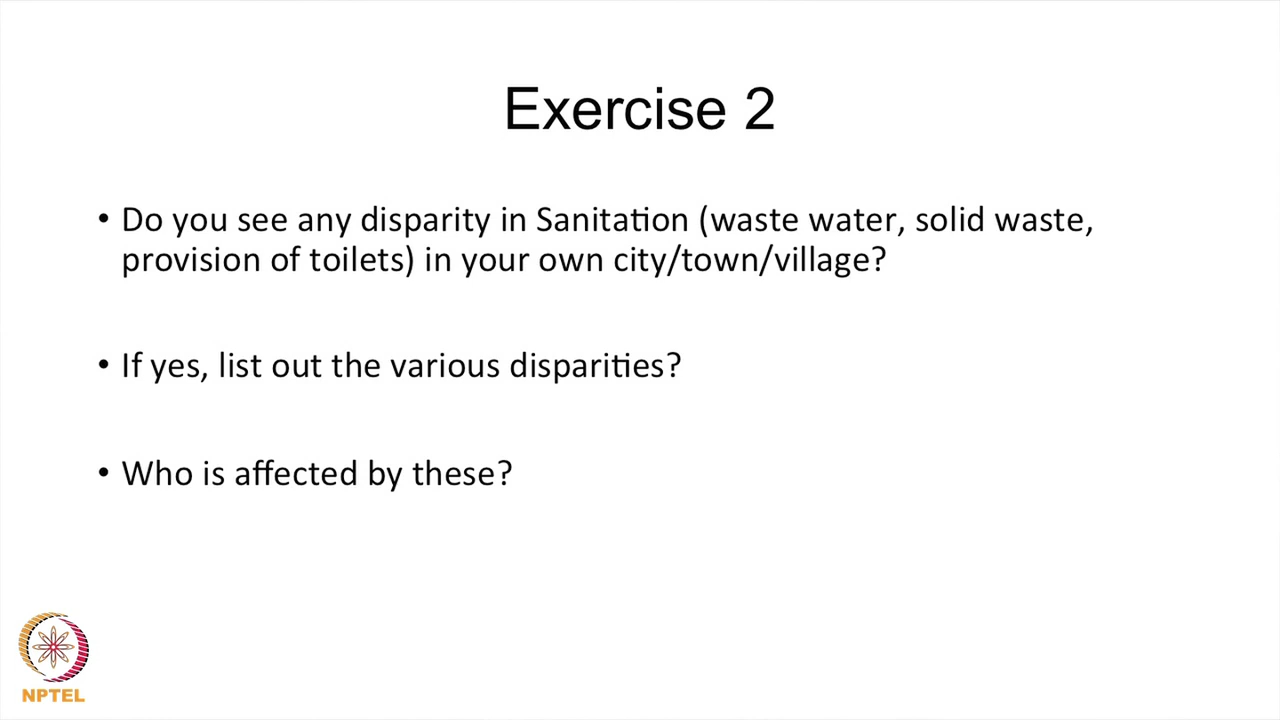 Exercise 2
• Do you see any disparity in Sanitation (waste water, solid waste,
provision of toilets) in your own city/town/village?
• If yes, list out the various disparities?
• Who is affected by these?
NPTEL